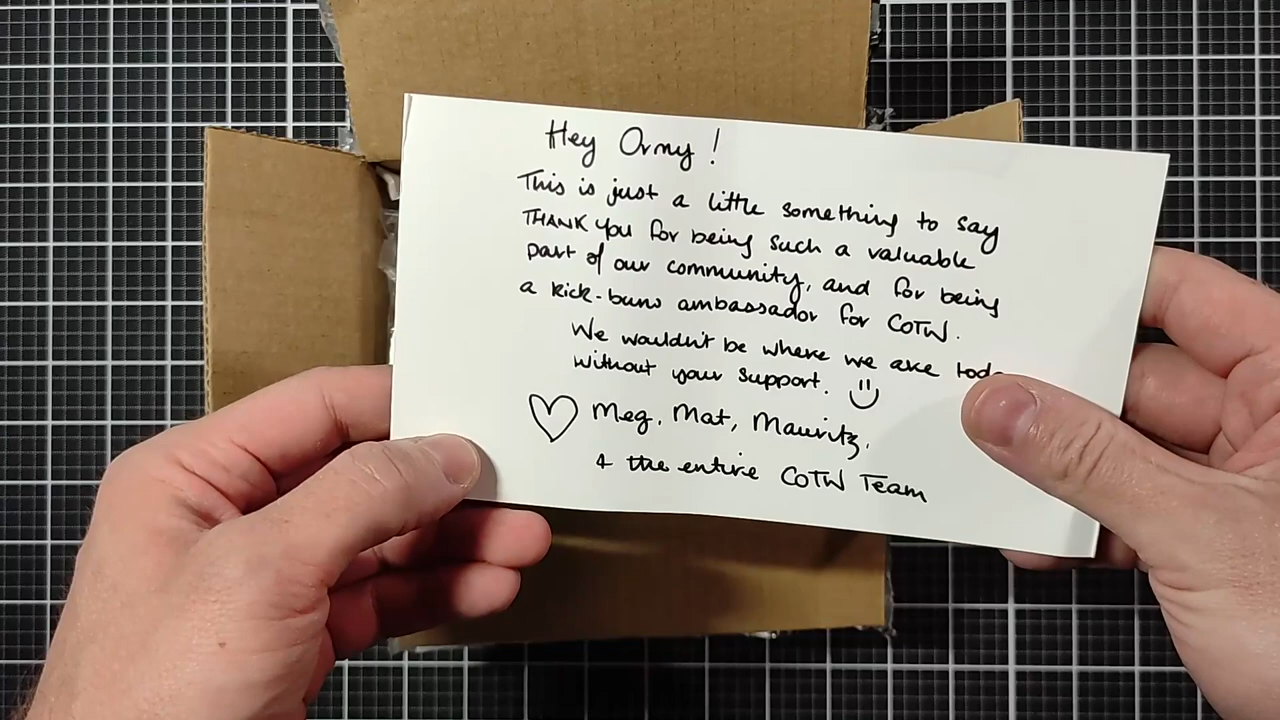 Hey Orny!
This is just a little something to say
THANK you for being such a valuable
part of our community, and for being
a kick-buns ambassador for COTW.
We wouldn't be where we are
without your support.
Meg, Mat, Mauritz,
& the entire COTW Team